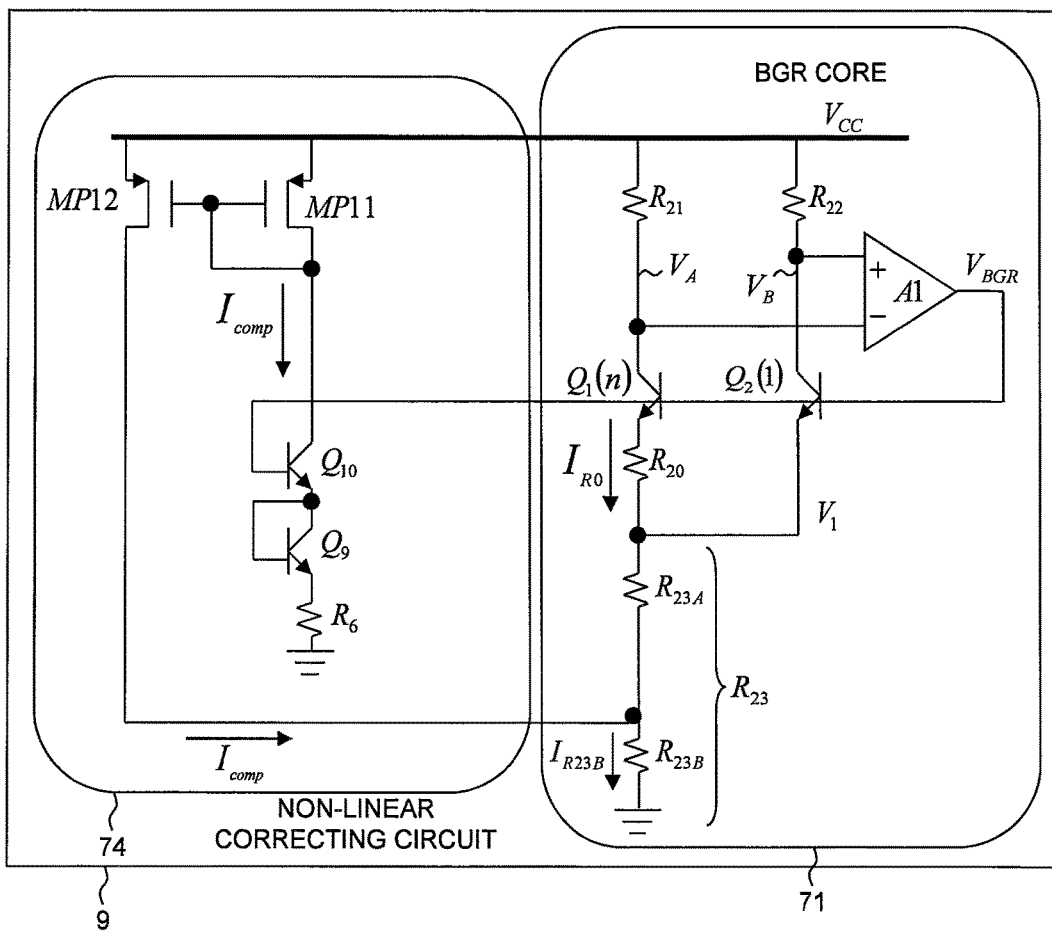 BGR CORE
V_CC
MP12
MP11
R_21
R_22
V_A
V_B
+
A1
−
V_BGR
I_comp
Q_1(n)
Q_2(1)
Q_10
I_R0
R_20
V_1
Q_9
R_23A
R_6
R_23
I_comp
I_R23B
R_23B
NON-LINEAR
CORRECTING CIRCUIT
74
9
71